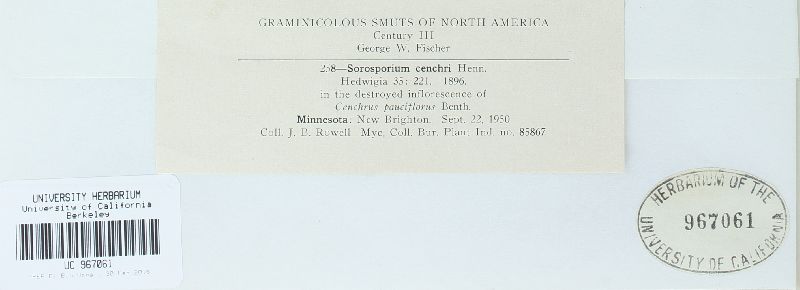 GRAMINICOLOUS SMUTS OF NORTH AMERICA
Century III
George W. Fischer
258—Sorosporium cenchri Henn.
Hedwigia 35: 221. 1896.
in the destroyed inflorescence of
Cenchrus pauciflorus Benth.
Minnesota. New Brighton. Sept. 22, 1950
Coll. J. B. Rowell Myc. Coll. Bur. Plant Ind. no. 85867
UNIVERSITY HERBARIUM
University of California
Berkeley
UC 967061
HERBARIUM OF THE
967061
UNIVERSITY OF CALIFORNIA